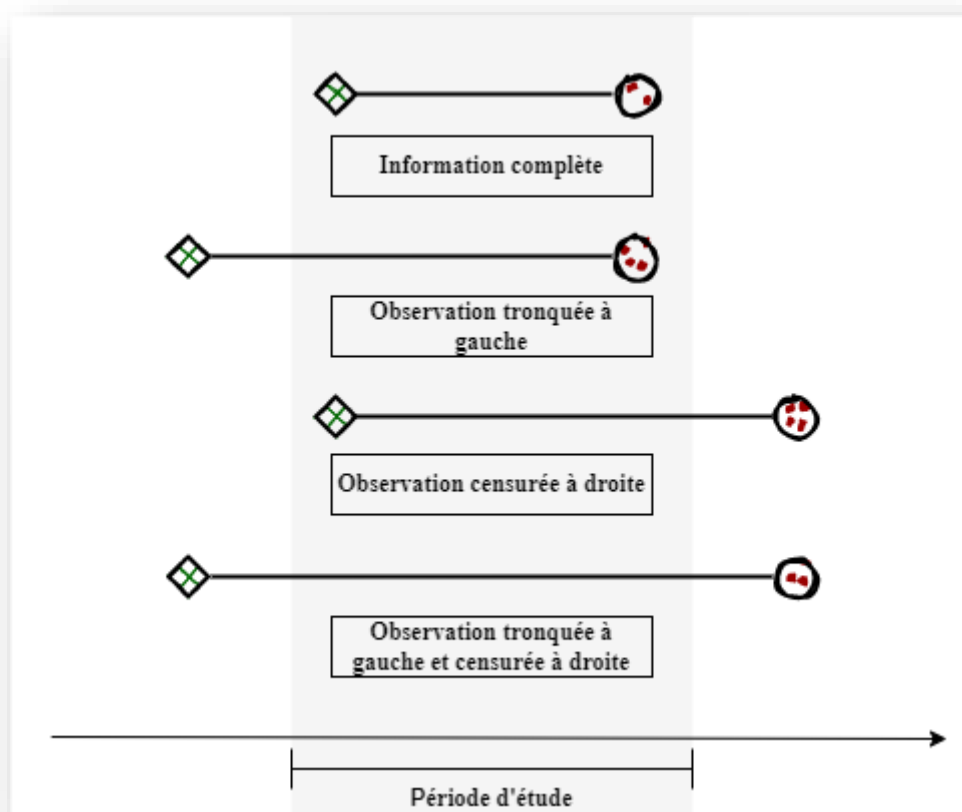 Information complète
Observation tronquée à
gauche
Observation censurée à droite
Observation tronquée à
gauche et censurée à droite
Période d'étude